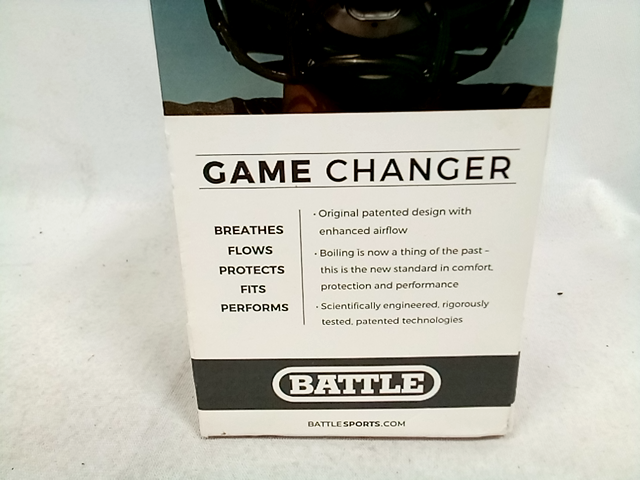 GAME CHANGER
BREATHES
FLOWS
PROTECTS
FITS
PERFORMS
• Original patented design with
enhanced airflow
• Boiling is now a thing of the past –
this is the new standard in comfort,
protection and performance
• Scientifically engineered, rigorously
tested, patented technologies
BATTLE
BATTLESPORTS.COM